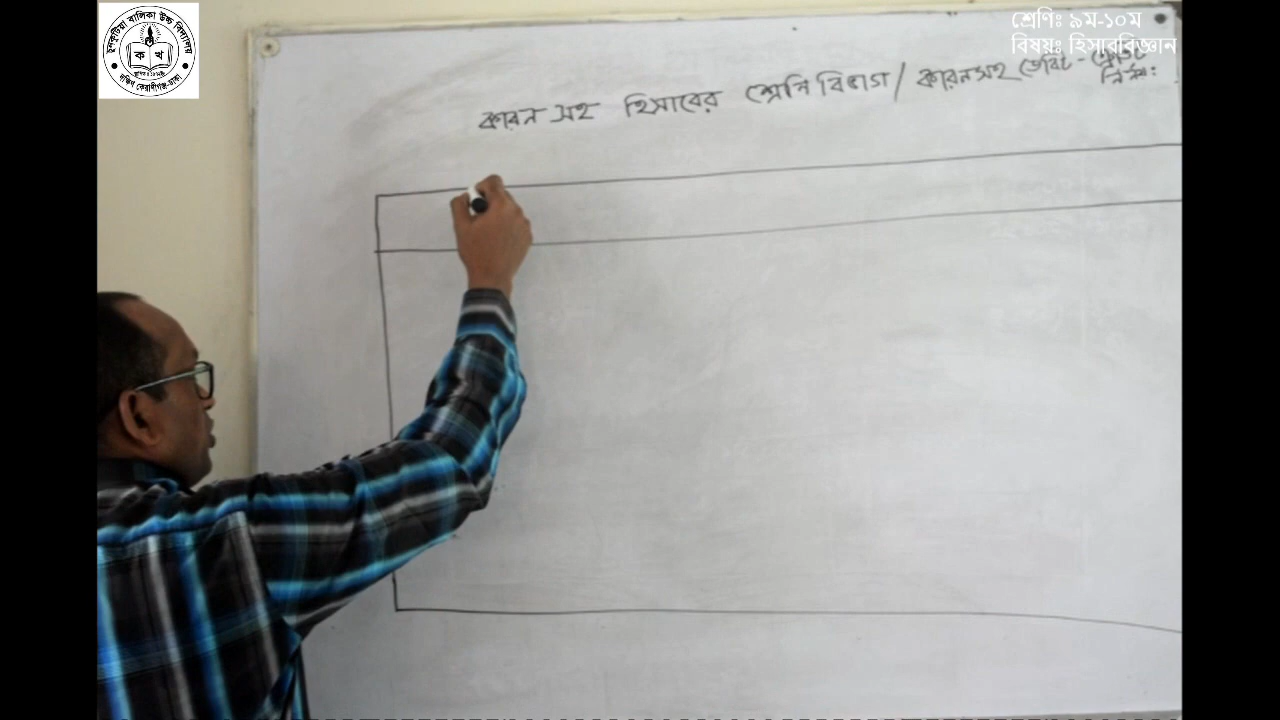 শ্রেণিঃ ৯ম-১০ম
বিষয়ঃ হিসাববিজ্ঞান
কারন সহ হিসাবের শ্রেণি বিভাগ / কারনসহ ডেবিট - ক্রেডিট
নির্ণয়:
ক খ